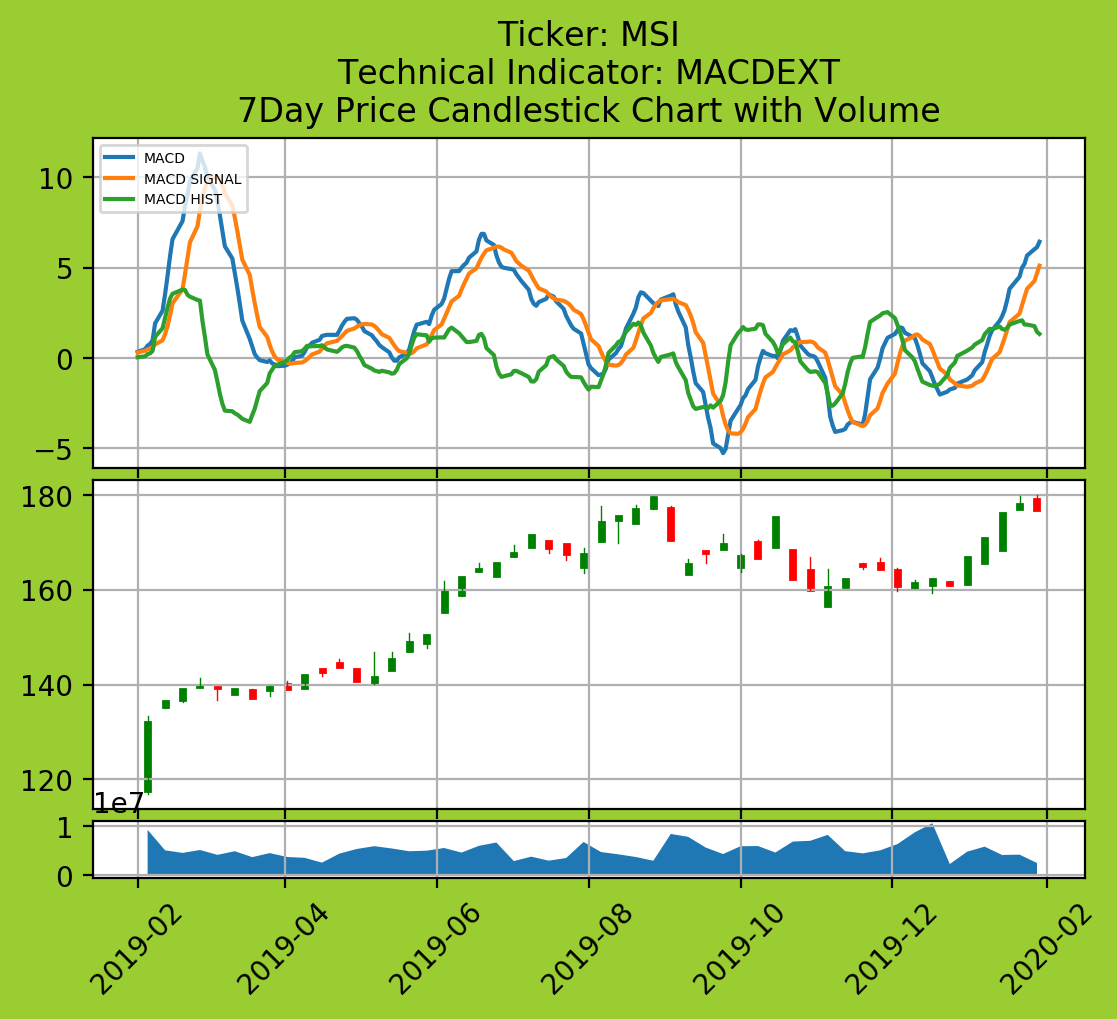 Ticker: MSI
Technical Indicator: MACDEXT
7Day Price Candlestick Chart with Volume
MACD
MACD SIGNAL
MACD HIST
10
5
0
−5
180
160
140
120
1e7
1
0
2019-02
2019-04
2019-06
2019-08
2019-10
2019-12
2020-02